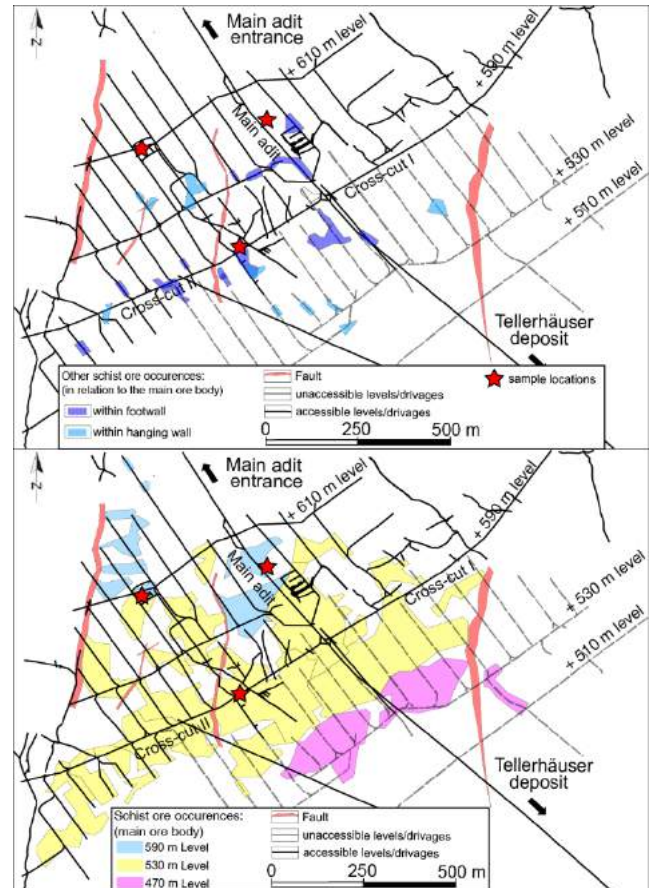 Z
Main adit
entrance
+ 610 m level
+ 590 m level
Main adit
Cross-cut I
+ 530 m level
+ 510 m level
Cross-cut II
Tellerhäuser
deposit
Other schist ore occurences:
(in relation to the main ore body)
within footwall
within hanging wall
Fault
unaccessible levels/drivages
accessible levels/drivages
0 250 500 m
sample locations
Z
Main adit
entrance
+ 610 m level
+ 590 m level
Main adit
Cross-cut I
+ 530 m level
+ 510 m level
Cross-cut II
Tellerhäuser
deposit
Schist ore occurences:
(main ore body)
590 m Level
530 m Level
470 m Level
Fault
unaccessible levels/drivages
accessible levels/drivages
0 250 500 m